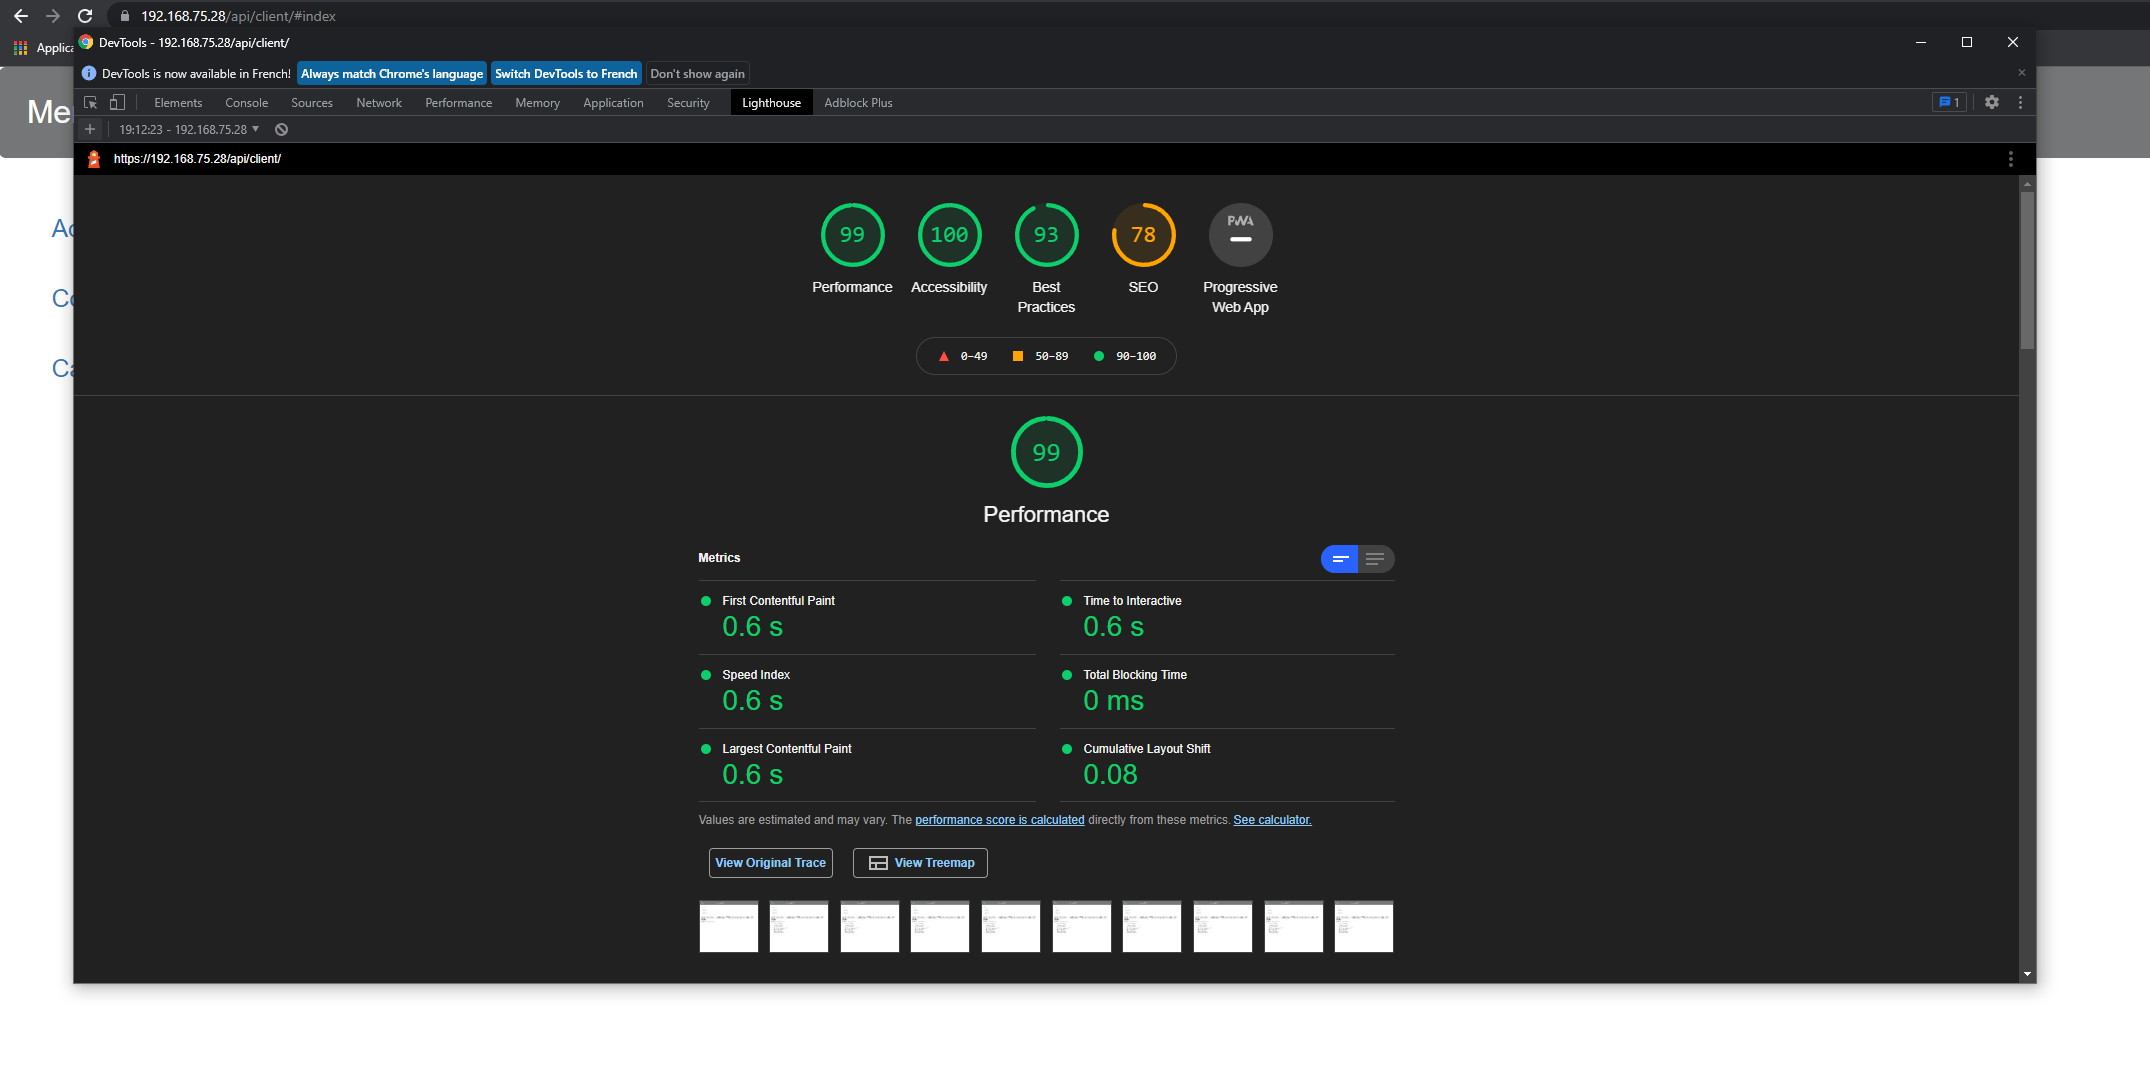 192.168.75.28/api/client/#index
Applica
DevTools - 192.168.75.28/api/client/
DevTools is now available in French!
Always match Chrome's language
Switch DevTools to French
Don't show again
Me
Elements
Console
Sources
Network
Performance
Memory
Application
Security
Lighthouse
Adblock Plus
1
19:12:23 - 192.168.75.28
https://192.168.75.28/api/client/
Ac
Co
Ca
99
100
93
78
PWA
Performance
Accessibility
Best
Practices
SEO
Progressive
Web App
0–49
50–89
90–100
99
Performance
Metrics
First Contentful Paint
0.6 s
Time to Interactive
0.6 s
Speed Index
0.6 s
Total Blocking Time
0 ms
Largest Contentful Paint
0.6 s
Cumulative Layout Shift
0.08
Values are estimated and may vary. The performance score is calculated directly from these metrics. See calculator.
View Original Trace
View Treemap